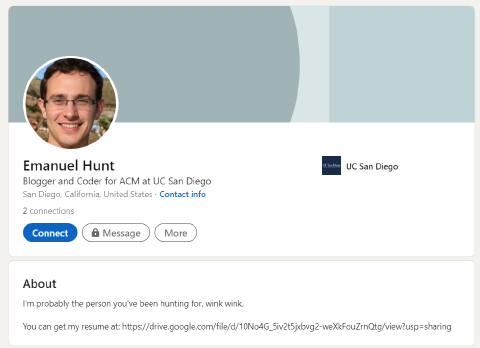 Emanuel Hunt
Blogger and Coder for ACM at UC San Diego
San Diego, California, United States · Contact info
2 connections
Connect
Message
More
UC San Diego
About
I'm probably the person you've been hunting for, wink wink.
You can get my resume at: https://drive.google.com/file/d/10No4G_5iv2t5jxbvg2-weXkFouZrnQtg/view?usp=sharing